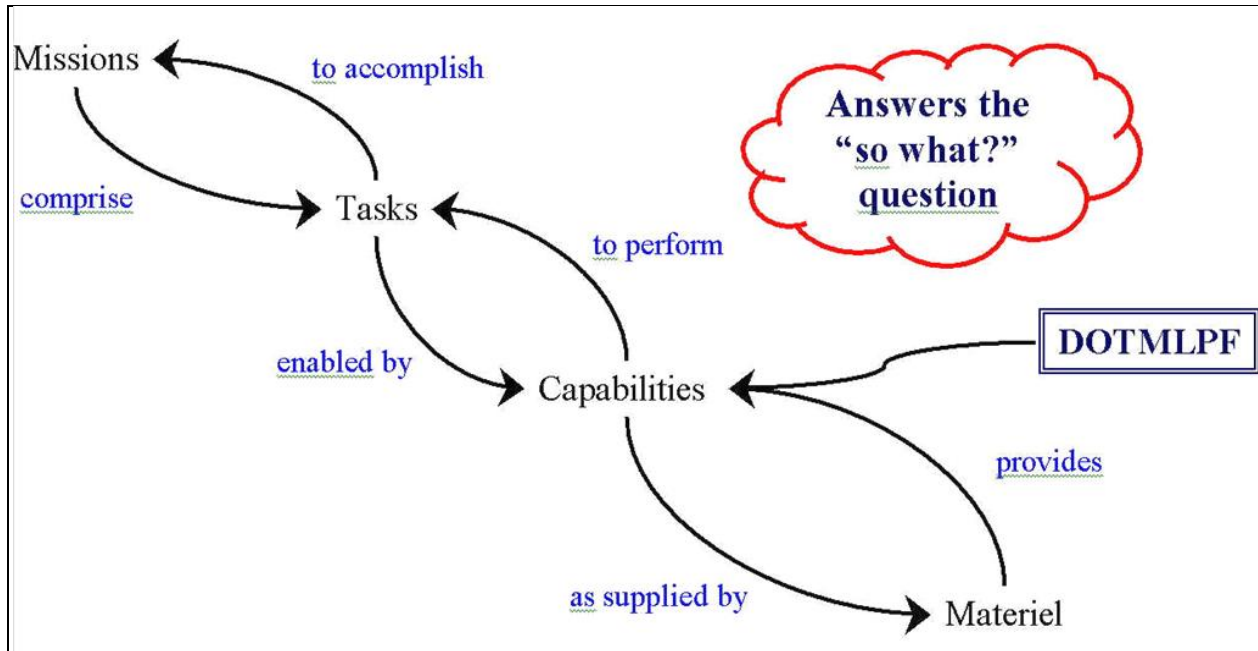 Missions
to accomplish
Answers the
“so what?”
question
comprise
Tasks
to perform
DOTMLPF
enabled by
Capabilities
provides
as supplied by
Materiel